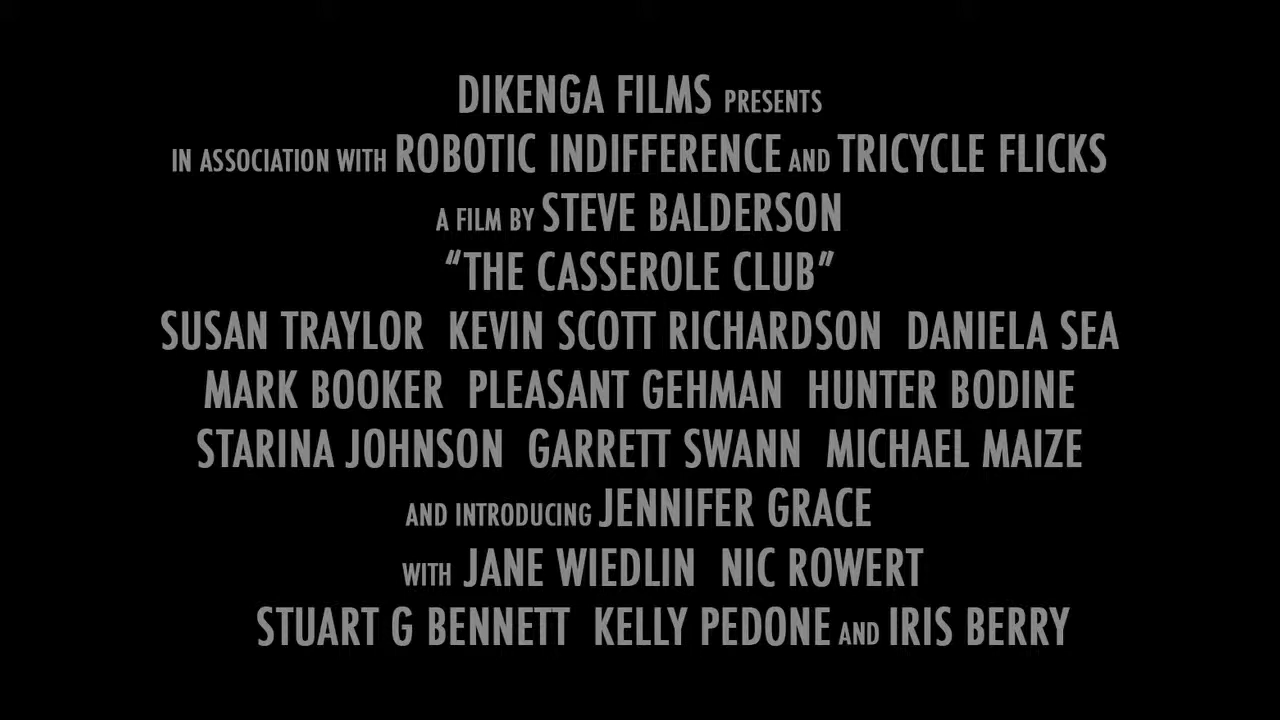 DIKENGA FILMS PRESENTS
IN ASSOCIATION WITH ROBOTIC INDIFFERENCE AND TRICYCLE FLICKS
A FILM BY STEVE BALDERSON
“THE CASSEROLE CLUB”
SUSAN TRAYLOR KEVIN SCOTT RICHARDSON DANIELA SEA
MARK BOOKER PLEASANT GEHMAN HUNTER BODINE
STARINA JOHNSON GARRETT SWANN MICHAEL MAIZE
AND INTRODUCING JENNIFER GRACE
WITH JANE WIEDLIN NIC ROWERT
STUART G BENNETT KELLY PEDONE AND IRIS BERRY